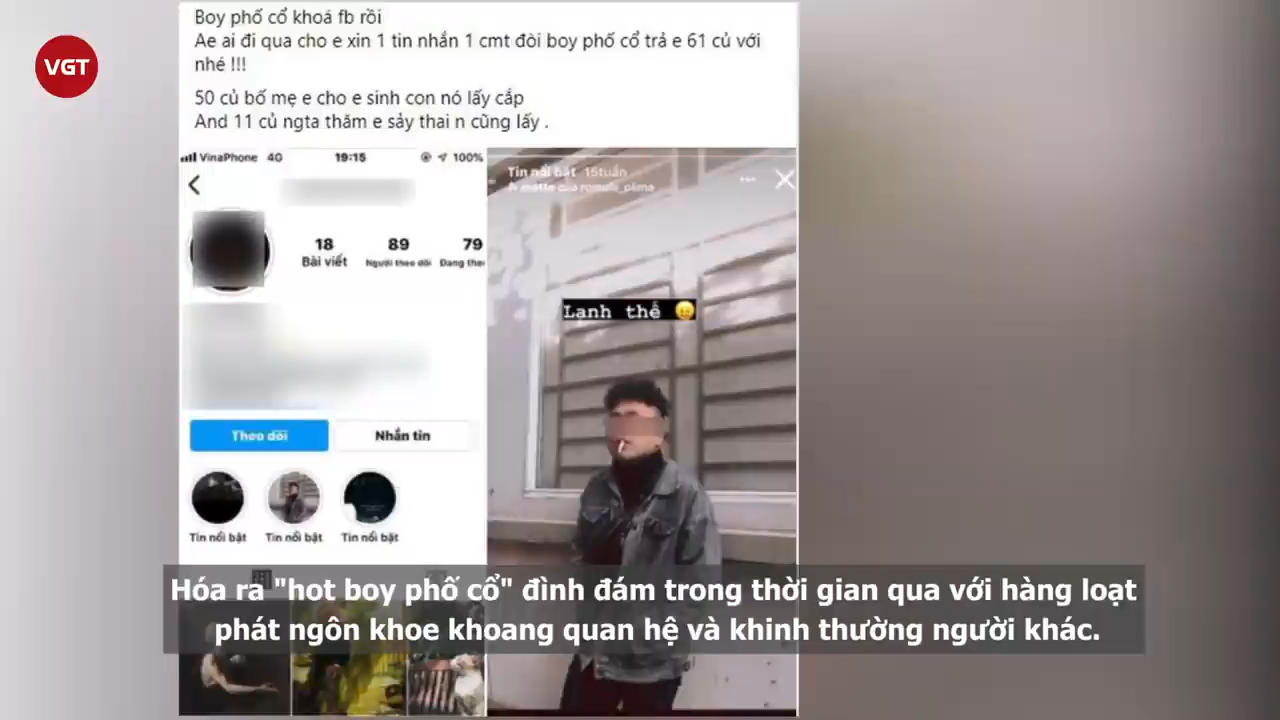 VGT
Boy phố cổ khoá fb rồi
Ae ai đi qua cho e xin 1 tin nhắn 1 cmt đòi boy phố cổ trả e 61 củ với
nhé !!!
50 củ bố mẹ e cho e sinh con nó lấy cắp
And 11 củ ngta thăm e sảy thai n cũng lấy .
VinaPhone 4G 19:15 100%
18 89 79
Bài viết Người theo dõi Đang the
Theo dõi Nhắn tin
Tin nổi bật Tin nổi bật Tin nổi bật
Tin nổi bật 15tuần
Lạnh thế
Hóa ra "hot boy phố cổ" đình đám trong thời gian qua với hàng loạt
phát ngôn khoe khoang quan hệ và khinh thường người khác.